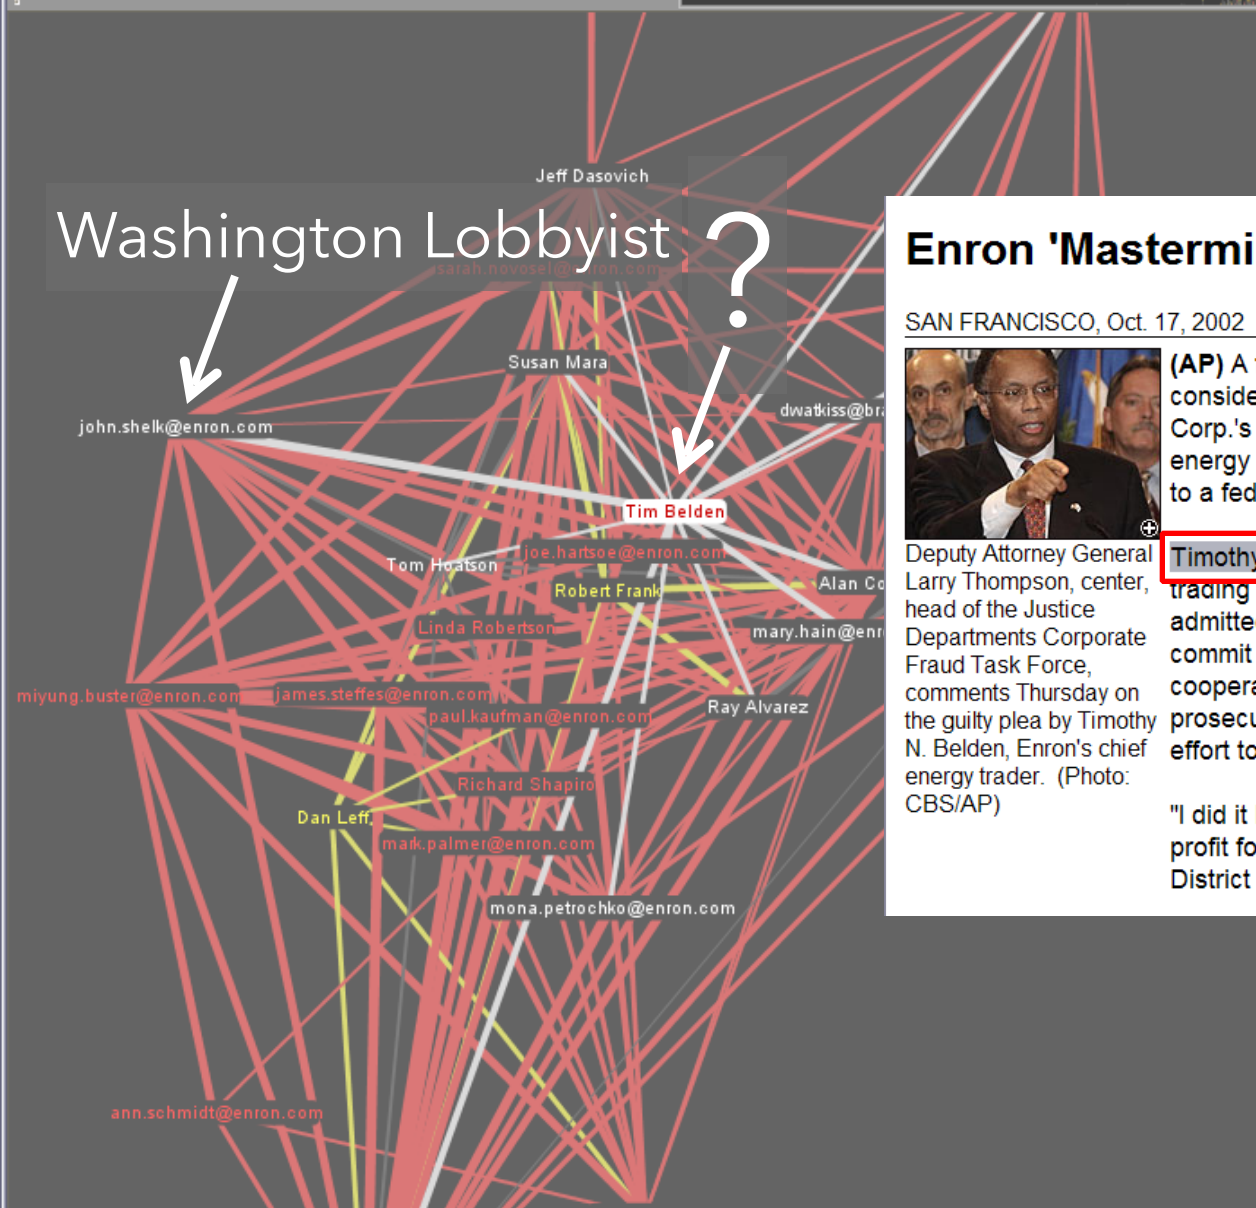 Jeff Dasovich
Washington Lobbyist ?
sarah.novosel@enron.com
Susan Mara
dwatkiss@bra
john.shelk@enron.com
Tim Belden
joe.hartsoe@enron.com
Tom Hoatson
Robert Frank
Alan Co
Linda Robertson
mary.hain@enr
miyung.buster@enron.com
james.steffes@enron.com
paul.kaufman@enron.com
Ray Alvarez
Richard Shapiro
Dan Leff
mark.palmer@enron.com
mona.petrochko@enron.com
ann.schmidt@enron.com
Enron 'Mastermi
SAN FRANCISCO, Oct. 17, 2002
Deputy Attorney General
Larry Thompson, center,
head of the Justice
Departments Corporate
Fraud Task Force,
comments Thursday on
the guilty plea by Timothy
N. Belden, Enron's chief
energy trader. (Photo:
CBS/AP)
(AP) A
conside
Corp.'s
energy
to a fed
Timothy
trading
admitte
commit
coopera
prosecu
effort to
"I did it
profit fo
District